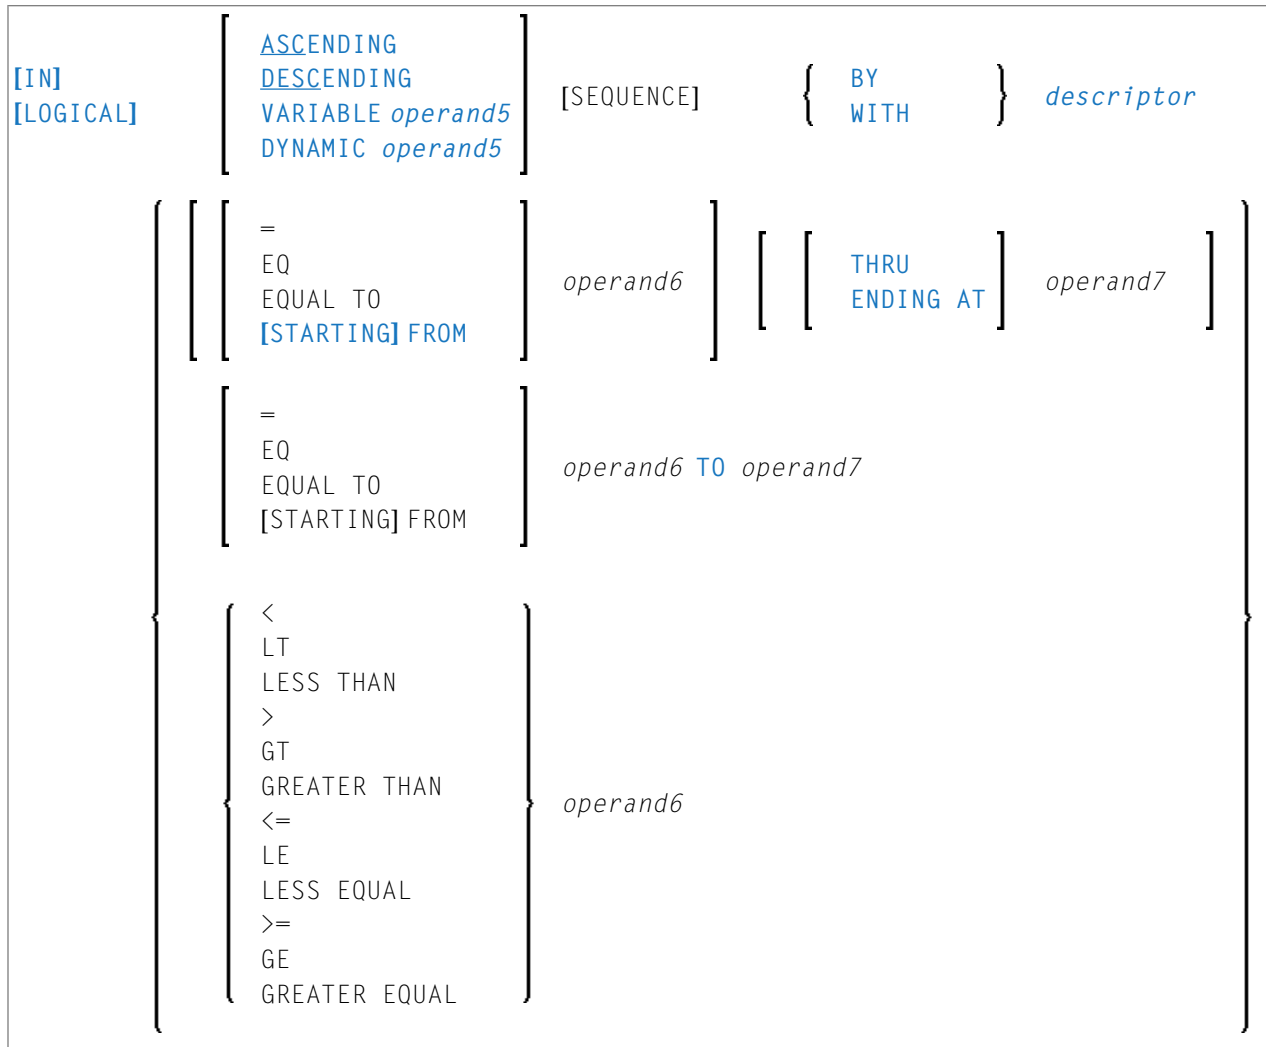 ASCENDING
[IN] DESCENDING [SEQUENCE] BY descriptor
[LOGICAL] VARIABLE operand5 WITH
DYNAMIC operand5
=
EQ THRU
EQUAL TO operand6 ENDING AT operand7
[STARTING] FROM
=
EQ
EQUAL TO operand6 TO operand7
[STARTING] FROM
<
LT
LESS THAN
>
GT
GREATER THAN
<= operand6
LE
LESS EQUAL
>=
GE
GREATER EQUAL